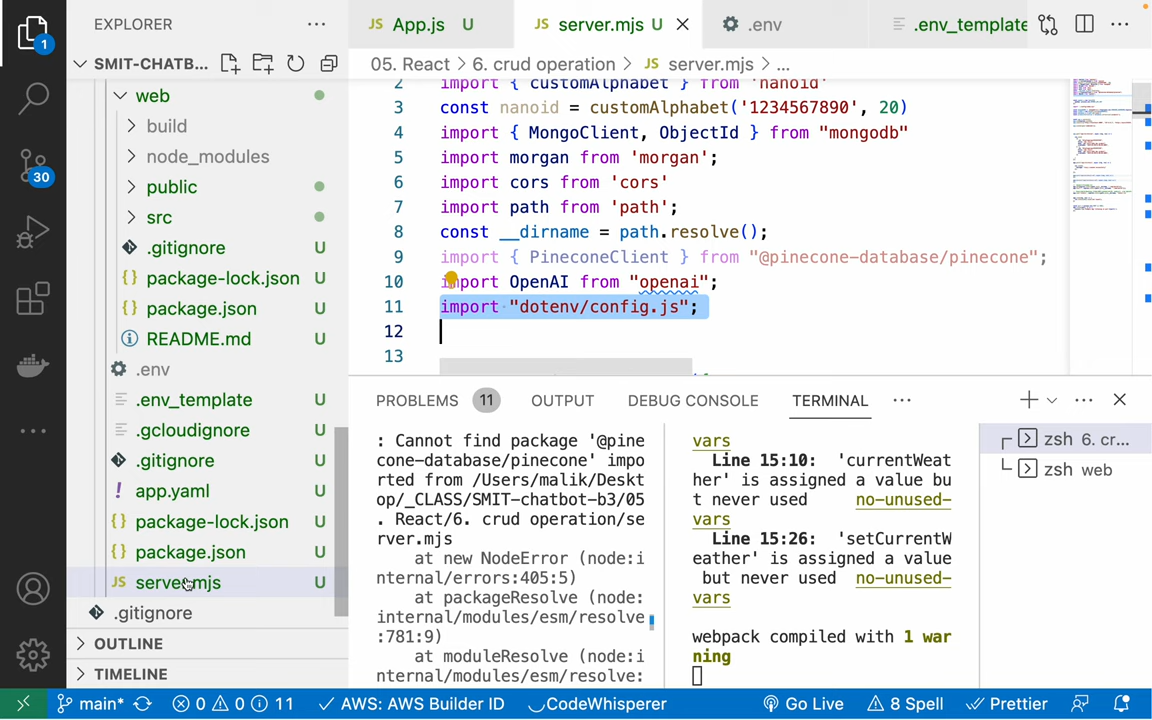 EXPLORER
App.js U
server.mjs U
.env
.env_template
SMIT-CHATB...
05. React > 6. crud operation > JS server.mjs > ...
1
30
web
build
node_modules
public
src
.gitignore U
package-lock.json U
package.json U
README.md U
.env
.env_template U
.gcloudignore U
.gitignore U
app.yaml U
package-lock.json U
package.json U
server.mjs U
.gitignore
OUTLINE
TIMELINE
2 import { customAlphabet } from 'nanoid'
3 const nanoid = customAlphabet('1234567890', 20)
4 import { MongoClient, ObjectId } from "mongodb"
5 import morgan from 'morgan';
6 import cors from 'cors'
7 import path from 'path';
8 const __dirname = path.resolve();
9 import { PineconeClient } from "@pinecone-database/pinecone";
10 import OpenAI from "openai";
11 import "dotenv/config.js";
12
13
PROBLEMS 11 OUTPUT DEBUG CONSOLE TERMINAL
: Cannot find package '@pine
cone-database/pinecone' impo
rted from /Users/malik/Deskt
op/_CLASS/SMIT-chatbot-b3/05
. React/6. crud operation/se
rver.mjs
at new NodeError (node:i
nternal/errors:405:5)
at packageResolve (node:
internal/modules/esm/resolve
:781:9)
at moduleResolve (node:i
nternal/modules/esm/resolve:
vars
Line 15:10: 'currentWeat
her' is assigned a value bu
t never used no-unused-
vars
Line 15:26: 'setCurrentW
eather' is assigned a value
but never used no-unused-
vars
webpack compiled with 1 war
ning
zsh 6. cr...
zsh web
main* 0 0 11 AWS: AWS Builder ID CodeWhisperer Go Live 8 Spell Prettier